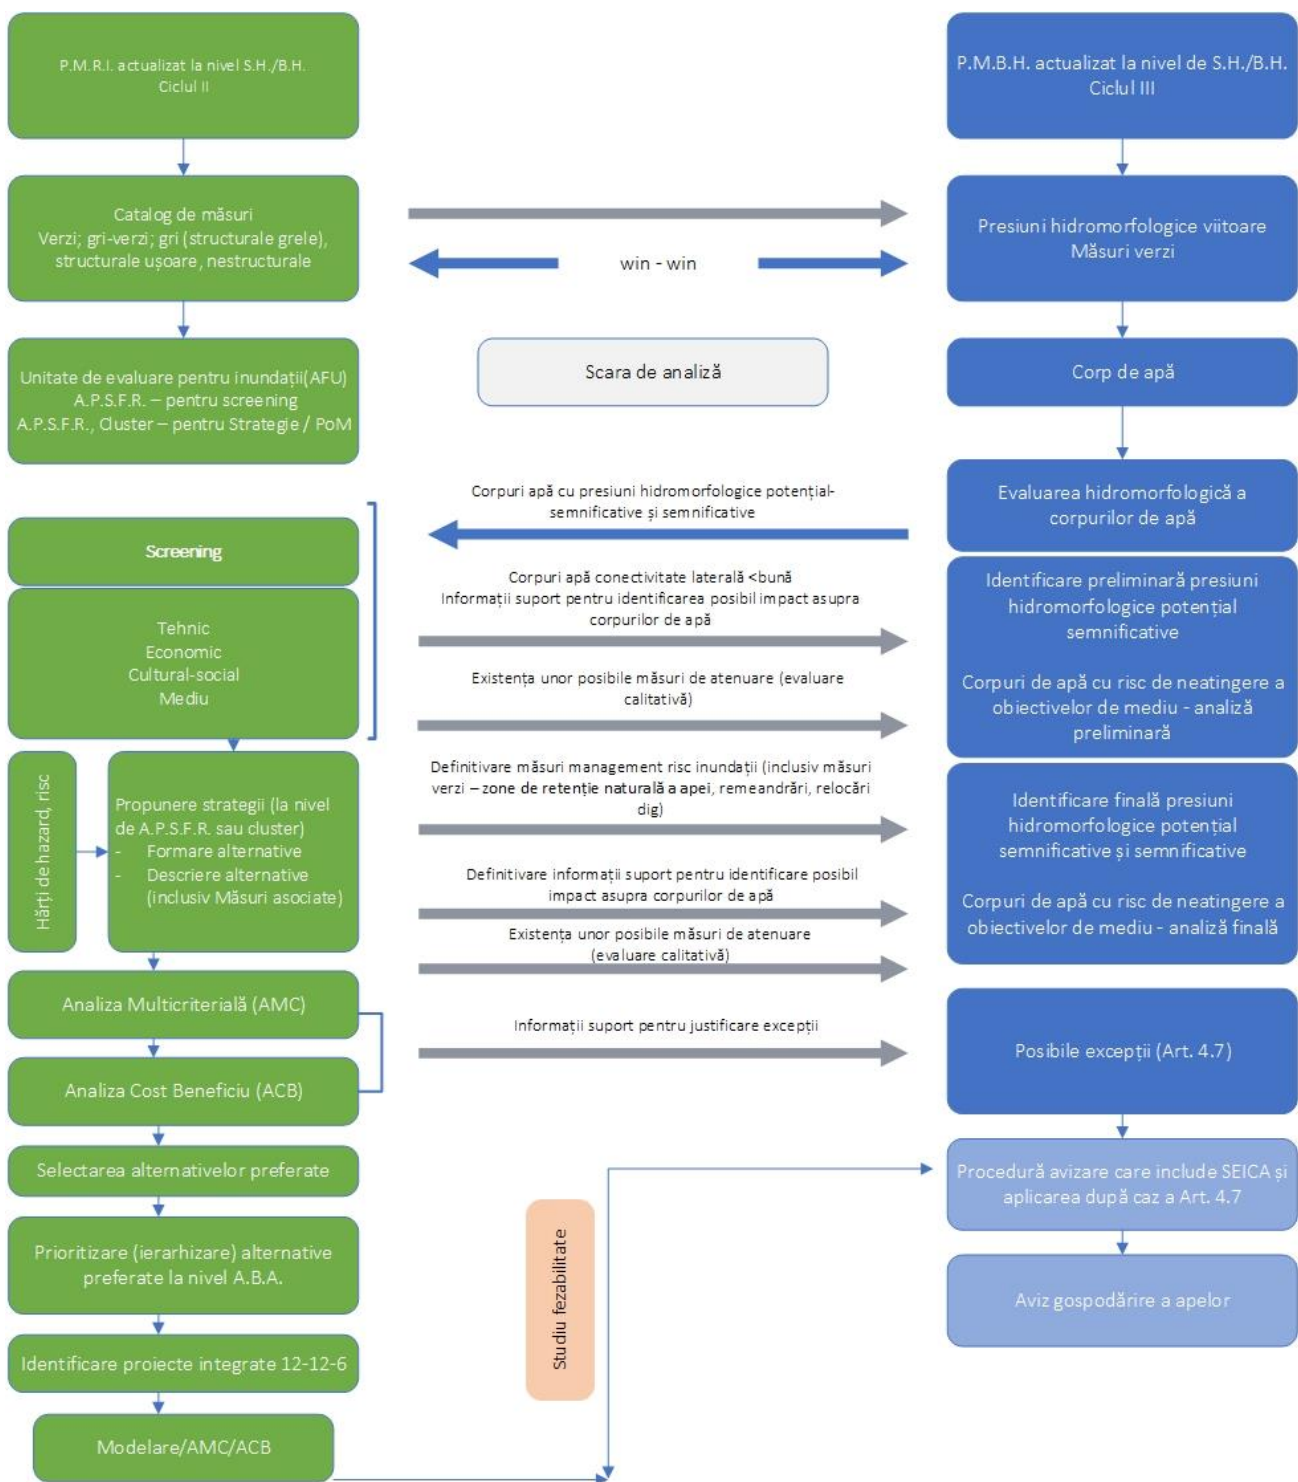 P.M.R.I. actualizat la nivel S.H./B.H.
Ciclul II
P.M.B.H. actualizat la nivel de S.H./B.H.
Ciclul III
Catalog de măsuri
Verzi; gri-verzi; gri (structurale grele),
structurale ușoare, nestructurale
win - win
Presiuni hidromorfologice viitoare
Măsuri verzi
Unitate de evaluare pentru inundații(AFU)
A.P.S.F.R. – pentru screening
A.P.S.F.R., Cluster – pentru Strategie / PoM
Scara de analiză
Corp de apă
Corpuri apă cu presiuni hidromorfologice potențial-
semnificative și semnificative
Evaluarea hidromorfologică a
corpurilor de apă
Screening
Tehnic
Economic
Cultural-social
Mediu
Corpuri apă conectivitate laterală <bună
Informații suport pentru identificarea posibil impact asupra
corpurilor de apă
Existența unor posibile măsuri de atenuare (evaluare
calitativă)
Identificare preliminară presiuni
hidromorfologice potențial
semnificative
Corpuri de apă cu risc de neatingere a
obiectivelor de mediu - analiză
preliminară
Hărți de hazard, risc
Propunere strategii (la nivel
de A.P.S.F.R. sau cluster)
- Formare alternative
- Descriere alternative
(inclusiv Măsuri asociate)
Definitivare măsuri management risc inundații (inclusiv măsuri
verzi – zone de retenție naturală a apei, remeandrări, relocări
dig)
Definitivare informații suport pentru identificare posibil
impact asupra corpurilor de apă
Existența unor posibile măsuri de atenuare
(evaluare calitativă)
Identificare finală presiuni
hidromorfologice potențial
semnificative și semnificative
Corpuri de apă cu risc de neatingere a
obiectivelor de mediu - analiză finală
Analiza Multicriterială (AMC)
Informații suport pentru justificare excepții
Posibile excepții (Art. 4.7)
Analiza Cost Beneficiu (ACB)
Selectarea alternativelor preferate
Procedură avizare care include SEICA și
aplicarea după caz a Art. 4.7
Prioritizare (ierarhizare) alternative
preferate la nivel A.B.A.
Studiu fezabilitate
Aviz gospodărire a apelor
Identificare proiecte integrate 12-12-6
Modelare/AMC/ACB